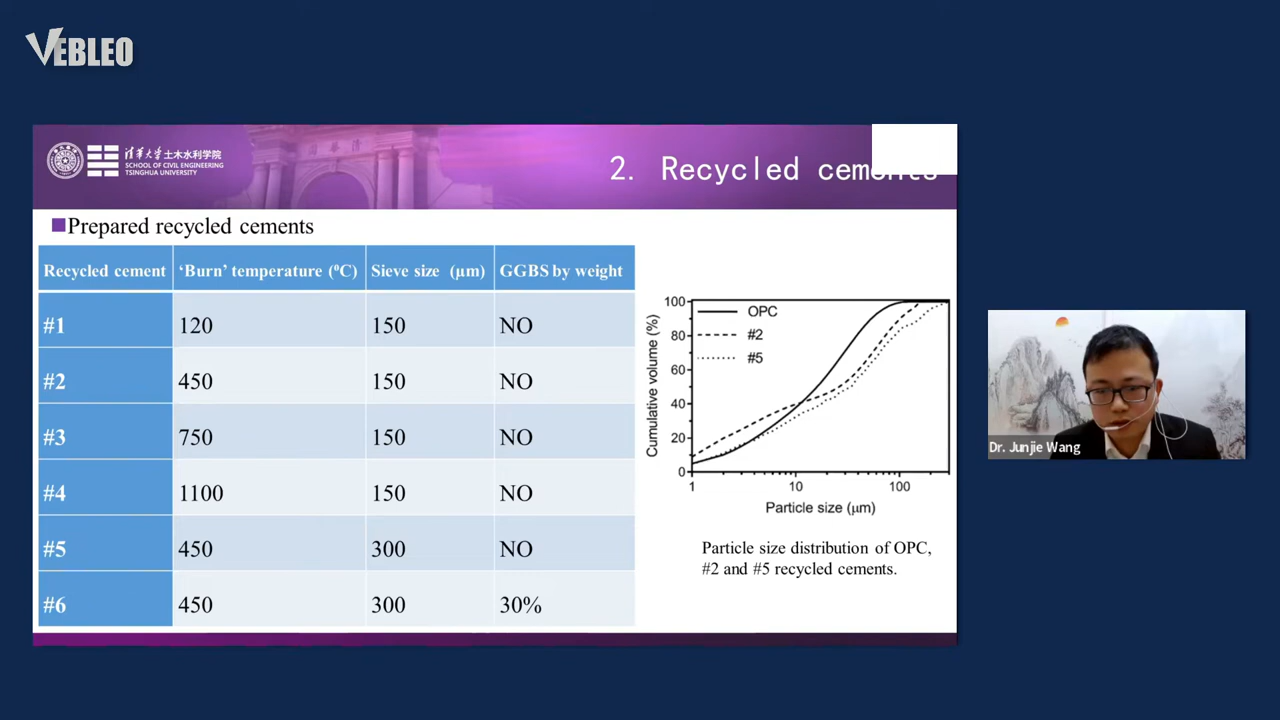 VEBLEO
清华大学土木水利学院
SCHOOL OF CIVIL ENGINEERING
TSINGHUA UNIVERSITY
2. Recycled cements
Prepared recycled cements
Recycled cement ‘Burn’ temperature (⁰C) Sieve size (μm) GGBS by weight
#1 120 150 NO
#2 450 150 NO
#3 750 150 NO
#4 1100 150 NO
#5 450 300 NO
#6 450 300 30%
Cumulative volume (%)
100
80
60
40
20
0
OPC
#2
#5
1 10 100
Particle size (μm)
Particle size distribution of OPC,
#2 and #5 recycled cements.
Dr. Junjie Wang